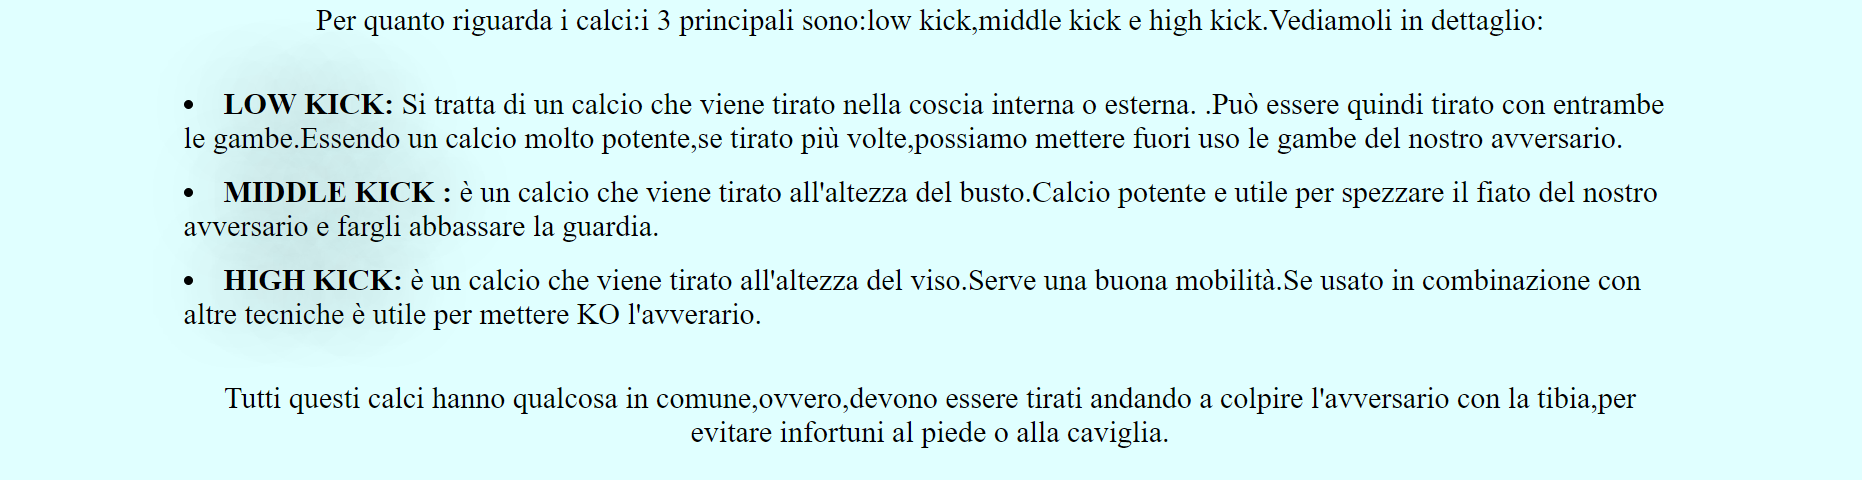 Per quanto riguarda i calci:i 3 principali sono:low kick,middle kick e high kick.Vediamoli in dettaglio:
• LOW KICK: Si tratta di un calcio che viene tirato nella coscia interna o esterna. .Può essere quindi tirato con entrambe
le gambe.Essendo un calcio molto potente,se tirato più volte,possiamo mettere fuori uso le gambe del nostro avversario.
• MIDDLE KICK : è un calcio che viene tirato all'altezza del busto.Calcio potente e utile per spezzare il fiato del nostro
avversario e fargli abbassare la guardia.
• HIGH KICK: è un calcio che viene tirato all'altezza del viso.Serve una buona mobilità.Se usato in combinazione con
altre tecniche è utile per mettere KO l'avverario.
Tutti questi calci hanno qualcosa in comune,ovvero,devono essere tirati andando a colpire l'avversario con la tibia,per
evitare infortuni al piede o alla caviglia.